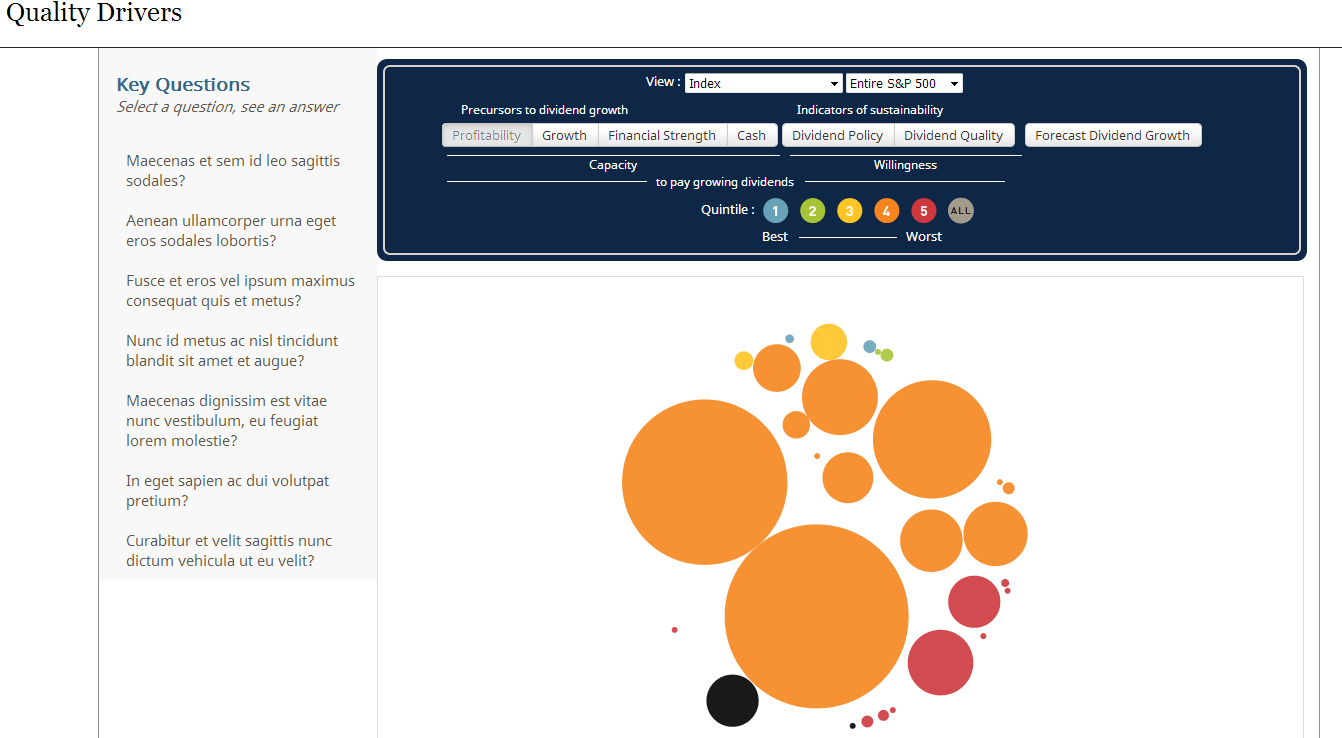 Quality Drivers
Key Questions
Select a question, see an answer
Maecenas et sem id leo sagittis
sodales?
Aenean ullamcorper urna eget
eros sodales lobortis?
Fusce et eros vel ipsum maximus
consequat quis et metus?
Nunc id metus ac nisl tincidunt
blandit sit amet et augue?
Maecenas dignissim est vitae
nunc vestibulum, eu feugiat
lorem molestie?
In eget sapien ac dui volutpat
pretium?
Curabitur et velit sagittis nunc
dictum vehicula ut eu velit?
View : Index Entire S&P 500
Precursors to dividend growth Indicators of sustainability
Profitability Growth Financial Strength Cash Dividend Policy Dividend Quality Forecast Dividend Growth
Capacity Willingness
to pay growing dividends
Quintile : 1 2 3 4 5 ALL
Best Worst